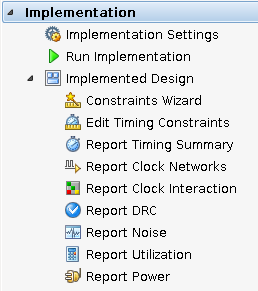 Implementation
Implementation Settings
Run Implementation
Implemented Design
Constraints Wizard
Edit Timing Constraints
Report Timing Summary
Report Clock Networks
Report Clock Interaction
Report DRC
Report Noise
Report Utilization
Report Power